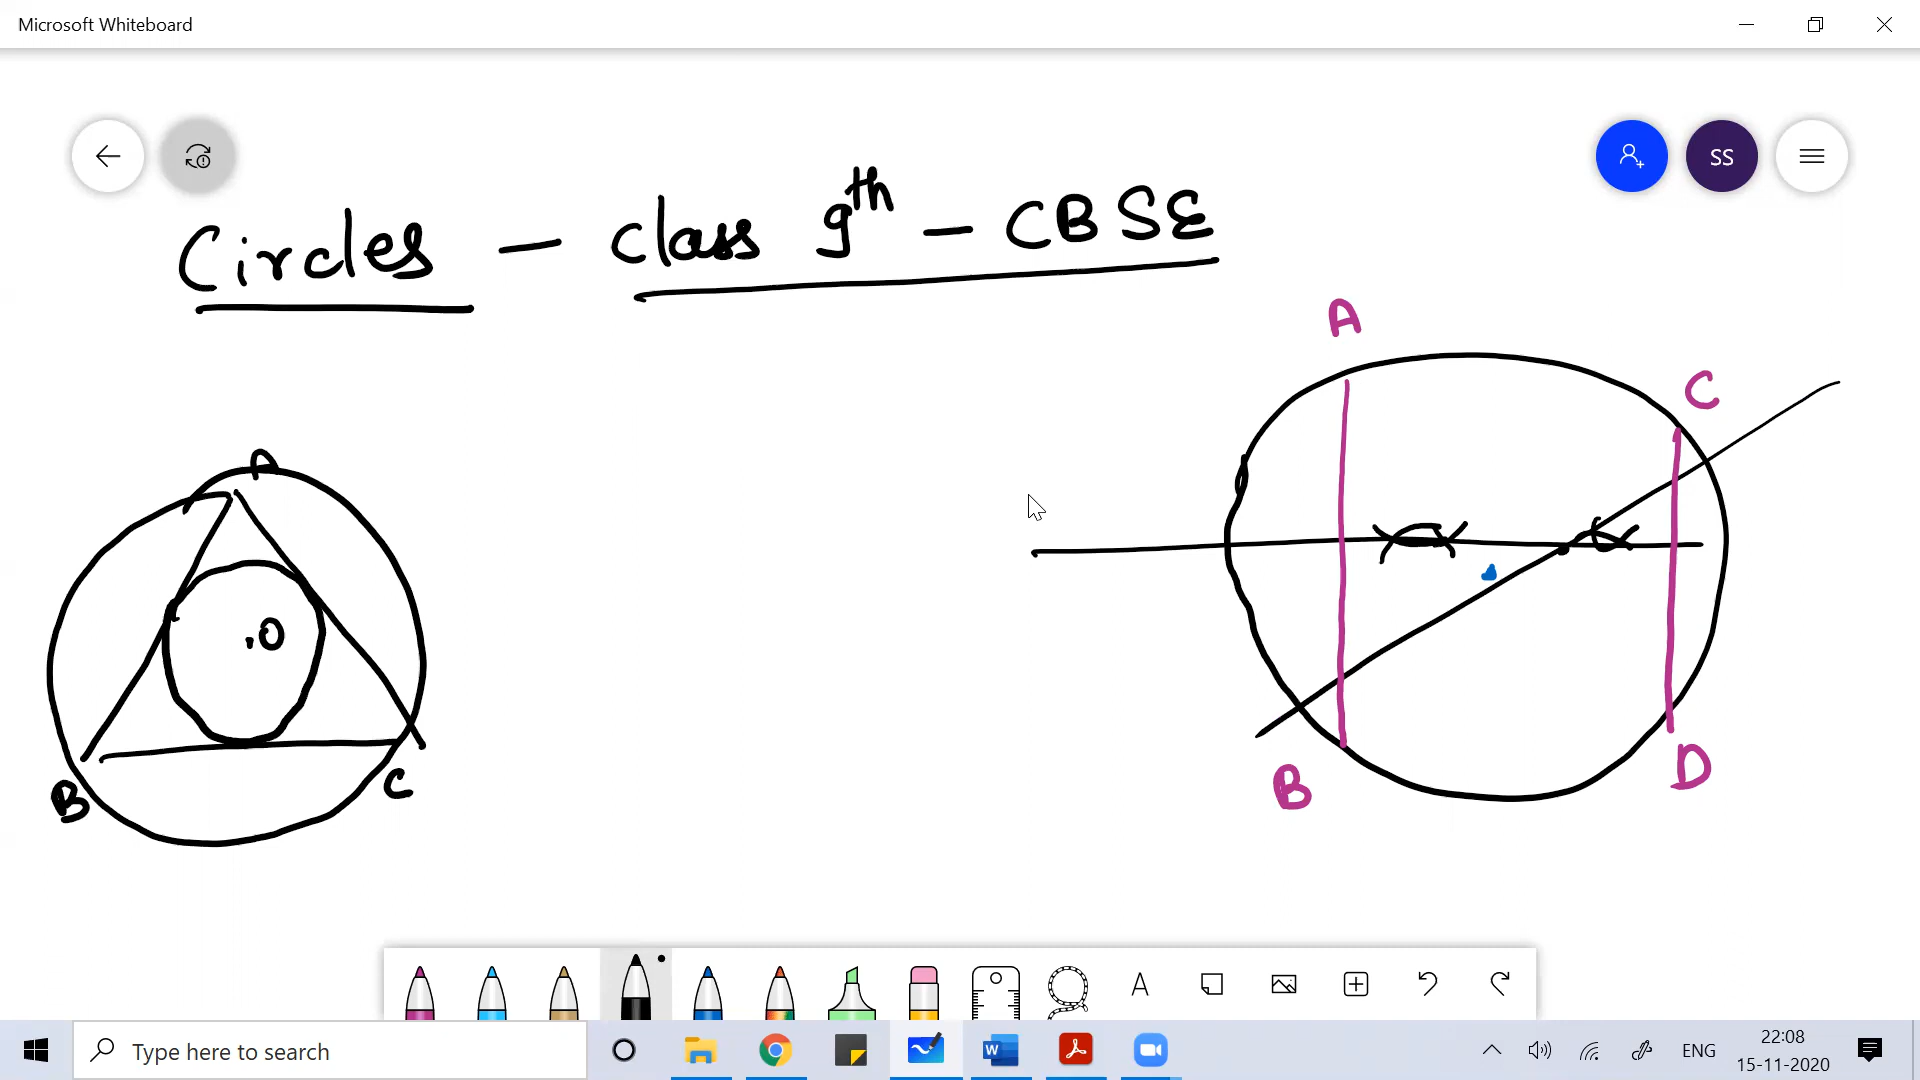 Microsoft Whiteboard
SS
Circles - class 9th - CBSE
A
C
A
.O
B
C
B
D
A
Type here to search
W
ENG
22:08
15-11-2020